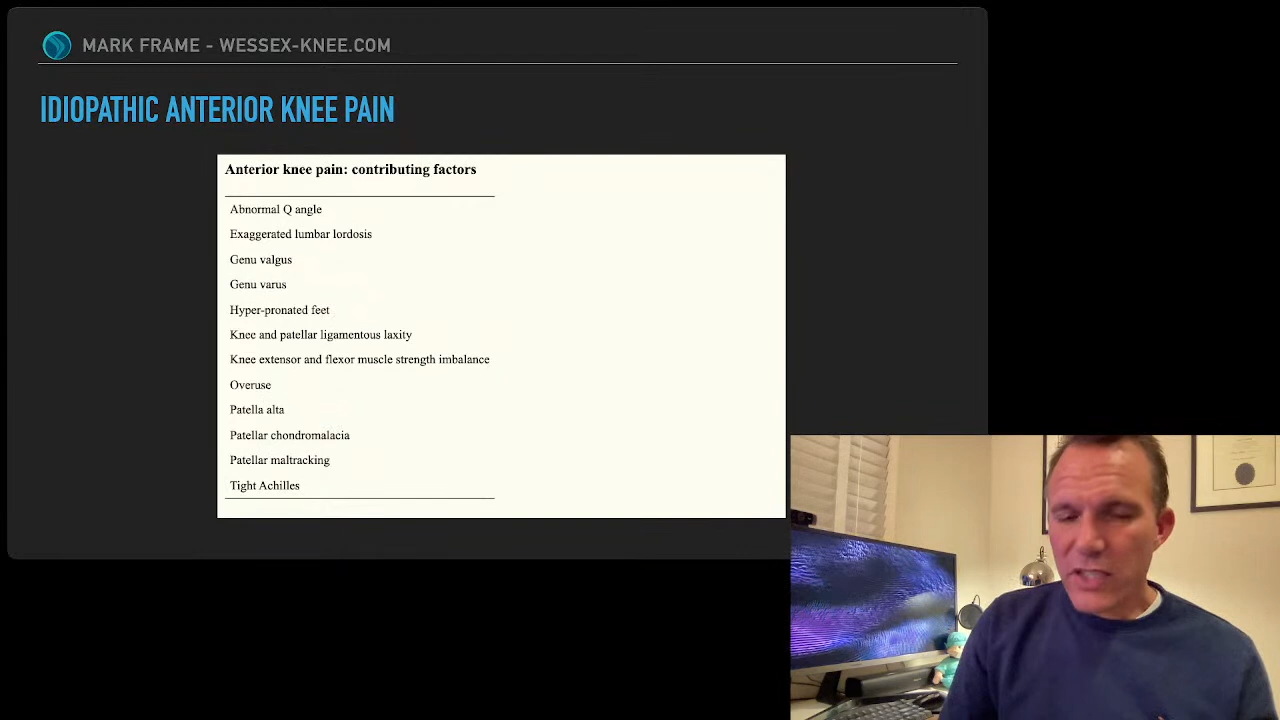 MARK FRAME - WESSEX-KNEE.COM
IDIOPATHIC ANTERIOR KNEE PAIN
Anterior knee pain: contributing factors
Abnormal Q angle
Exaggerated lumbar lordosis
Genu valgus
Genu varus
Hyper-pronated feet
Knee and patellar ligamentous laxity
Knee extensor and flexor muscle strength imbalance
Overuse
Patella alta
Patellar chondromalacia
Patellar maltracking
Tight Achilles